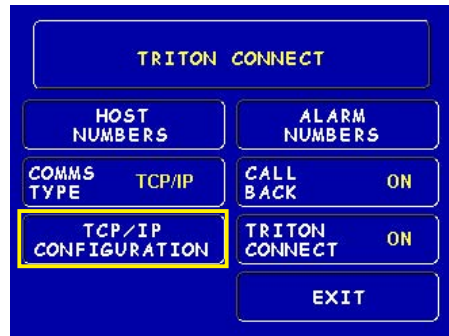 TRITON CONNECT
HOST
NUMBERS
ALARM
NUMBERS
COMMS
TYPE
TCP/IP
CALL
BACK
ON
TCP/IP
CONFIGURATION
TRITON
CONNECT
ON
EXIT